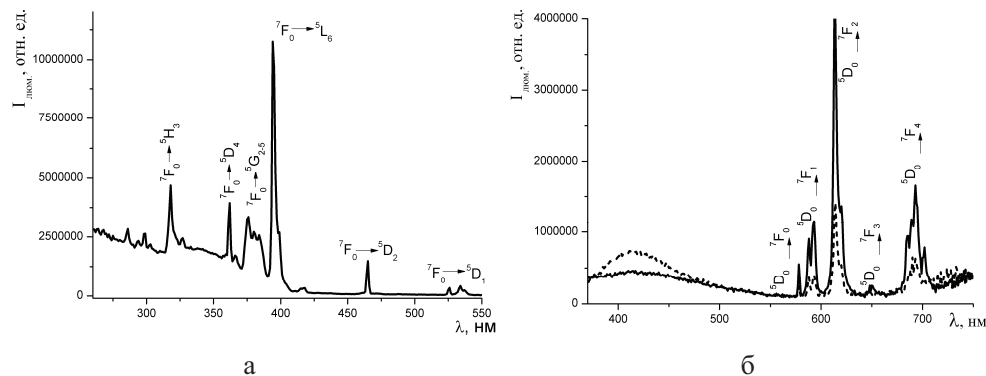 I люм., отн. ед.
10000000
7500000
5000000
2500000
0
⁷F₀→⁵H₃
⁷F₀→⁵D₄
⁷F₀→⁵G₂₋₅
⁷F₀→⁵L₆
⁷F₀→⁵D₂
⁷F₀→⁵D₁
300 350 400 450 500 550
λ, нм
а
I люм., отн. ед.
4000000
3000000
2000000
1000000
0
⁵D₀→⁷F₀
⁵D₀→⁷F₁
⁵D₀→⁷F₂
⁵D₀→⁷F₃
⁵D₀→⁷F₄
400 500 600 700
λ, нм
б